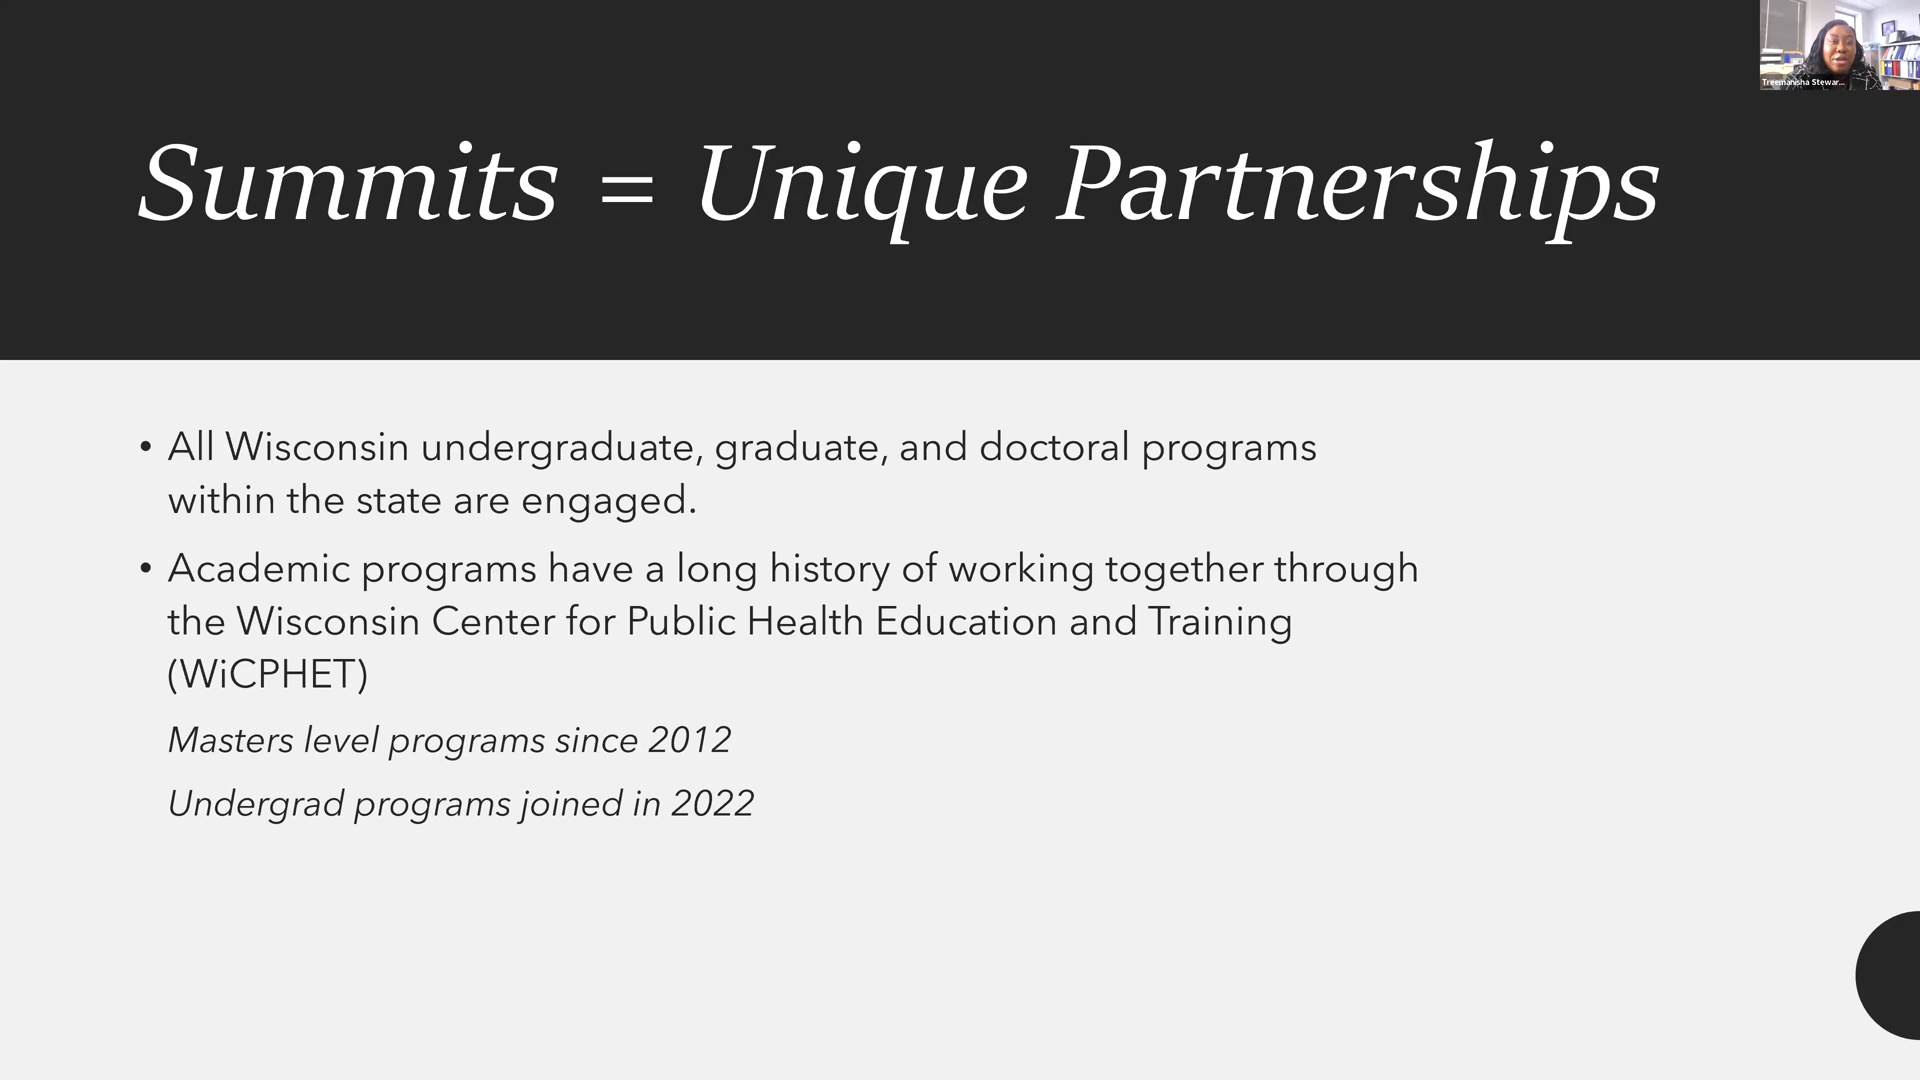 Treemanisha Stewar...
Summits = Unique Partnerships
• All Wisconsin undergraduate, graduate, and doctoral programs
within the state are engaged.
• Academic programs have a long history of working together through
the Wisconsin Center for Public Health Education and Training
(WiCPHET)
Masters level programs since 2012
Undergrad programs joined in 2022